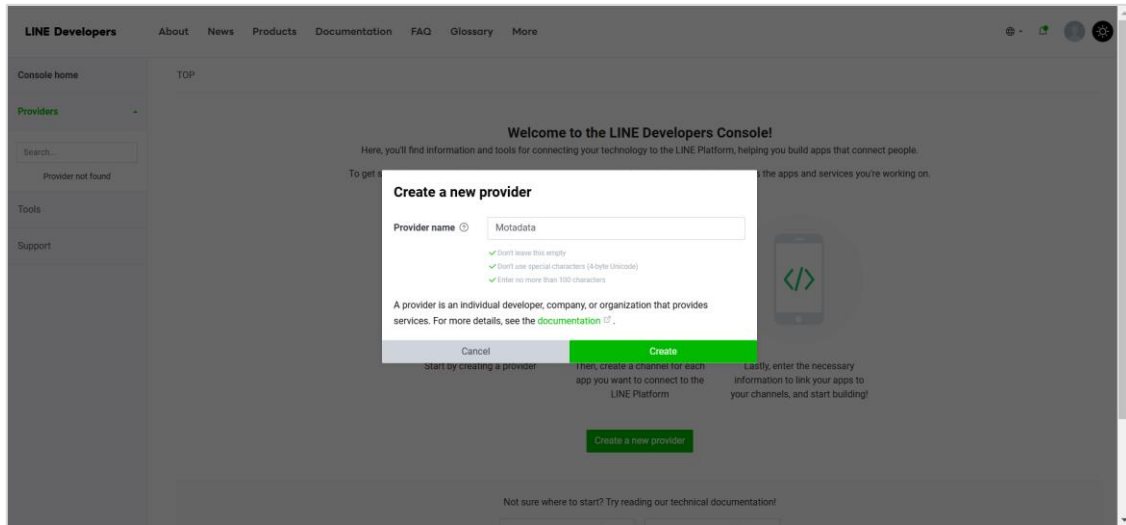 LINE Developers About News Products Documentation FAQ Glossary More
Console home
TOP
Providers
Search...
Provider not found
Tools
Support
Welcome to the LINE Developers Console!
Here, you'll find information and tools for connecting your technology to the LINE Platform, helping you build apps that connect people.
To get s
s the apps and services you're working on.
Create a new provider
Provider name
Motadata
Don't leave this empty
Don't use special characters (4-byte Unicode)
Enter no more than 100 characters
A provider is an individual developer, company, or organization that provides
services. For more details, see the documentation .
Cancel
Create
Start by creating a provider
Then, create a channel for each
app you want to connect to the
LINE Platform
Lastly, enter the necessary
information to link your apps to
your channels, and start building!
Create a new provider
Not sure where to start? Try reading our technical documentation!